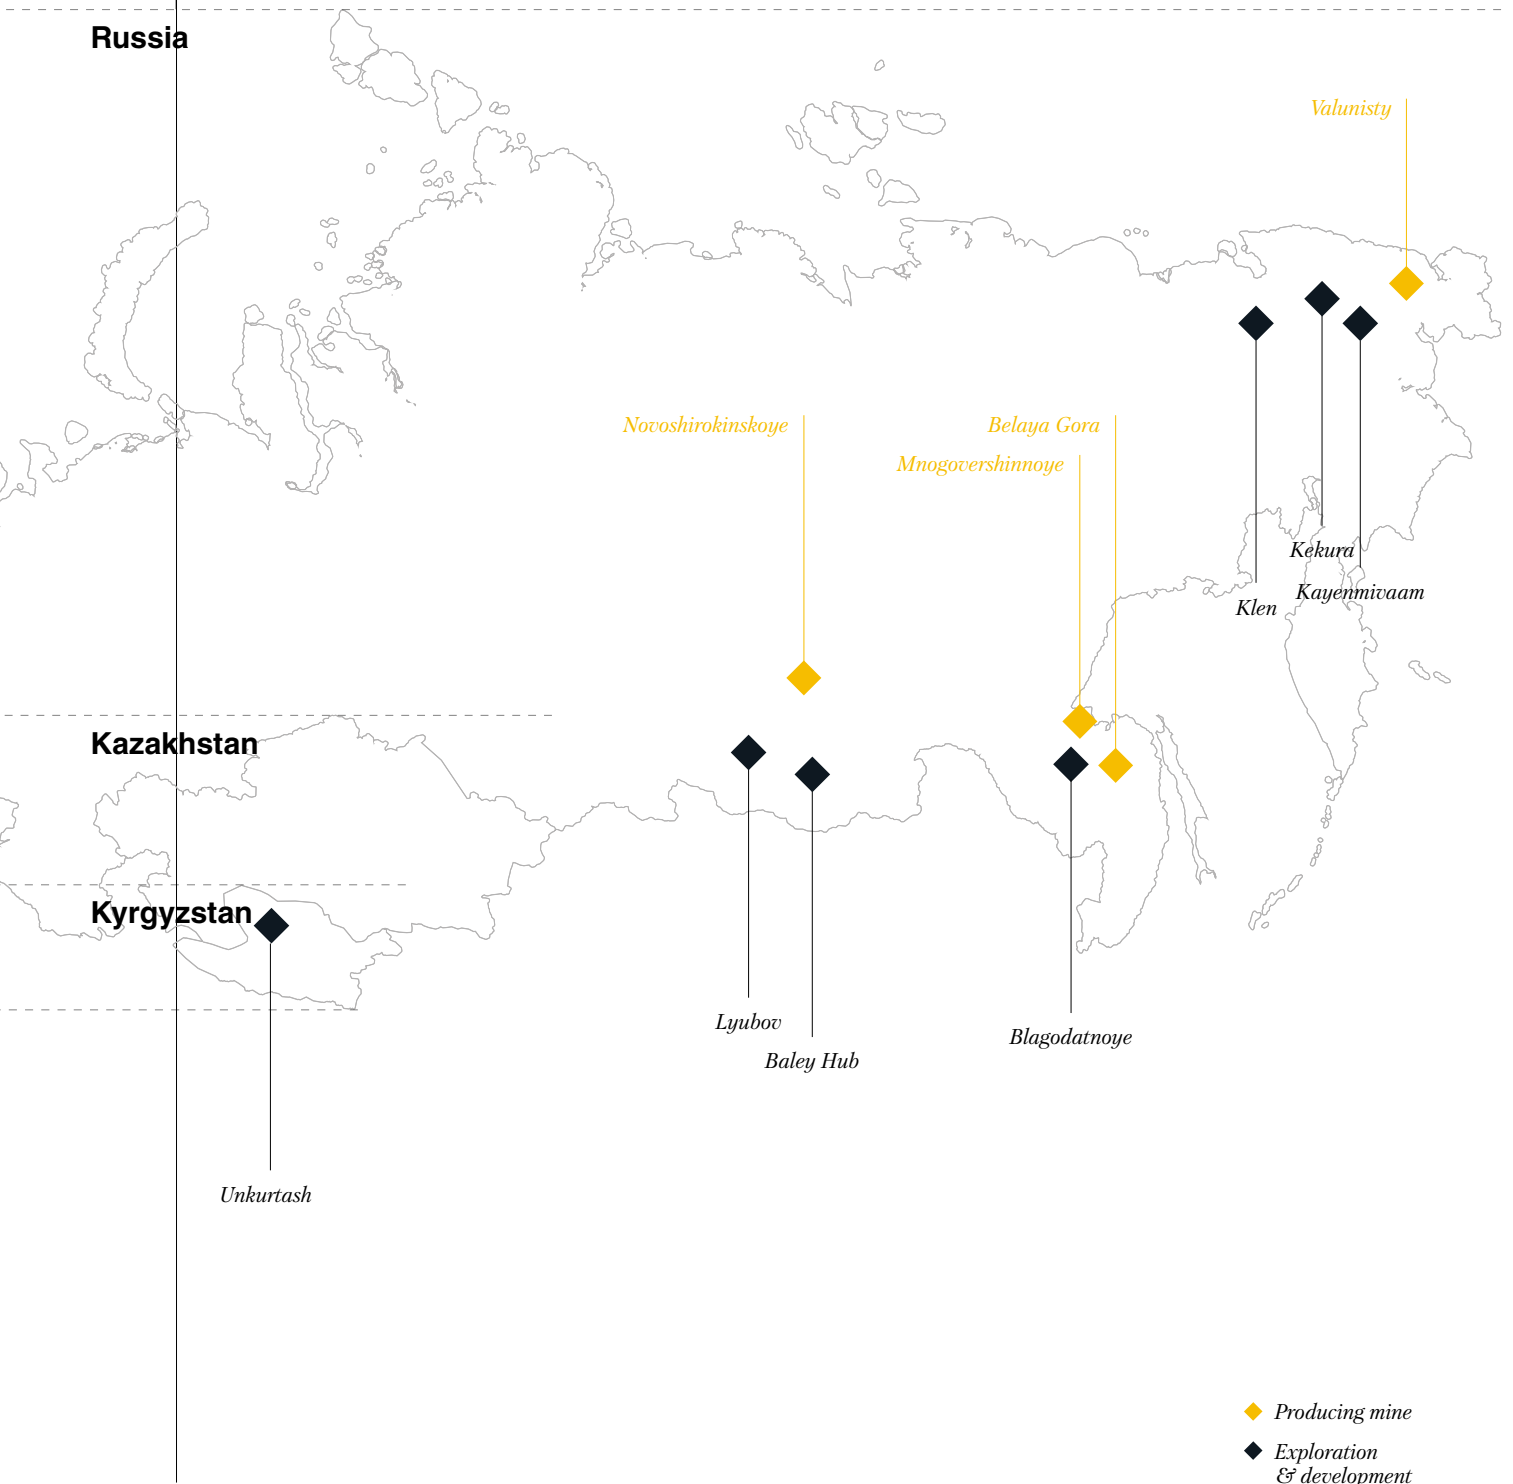 Russia
Valunisty
Novoshirokinskoye
Belaya Gora
Mnogovershinnoye
Kekura
Kayenmivaam
Klen
Kazakhstan
Kyrgyzstan
Lyubov
Blagodatnoye
Baley Hub
Unkurtash
Producing mine
Exploration
& development